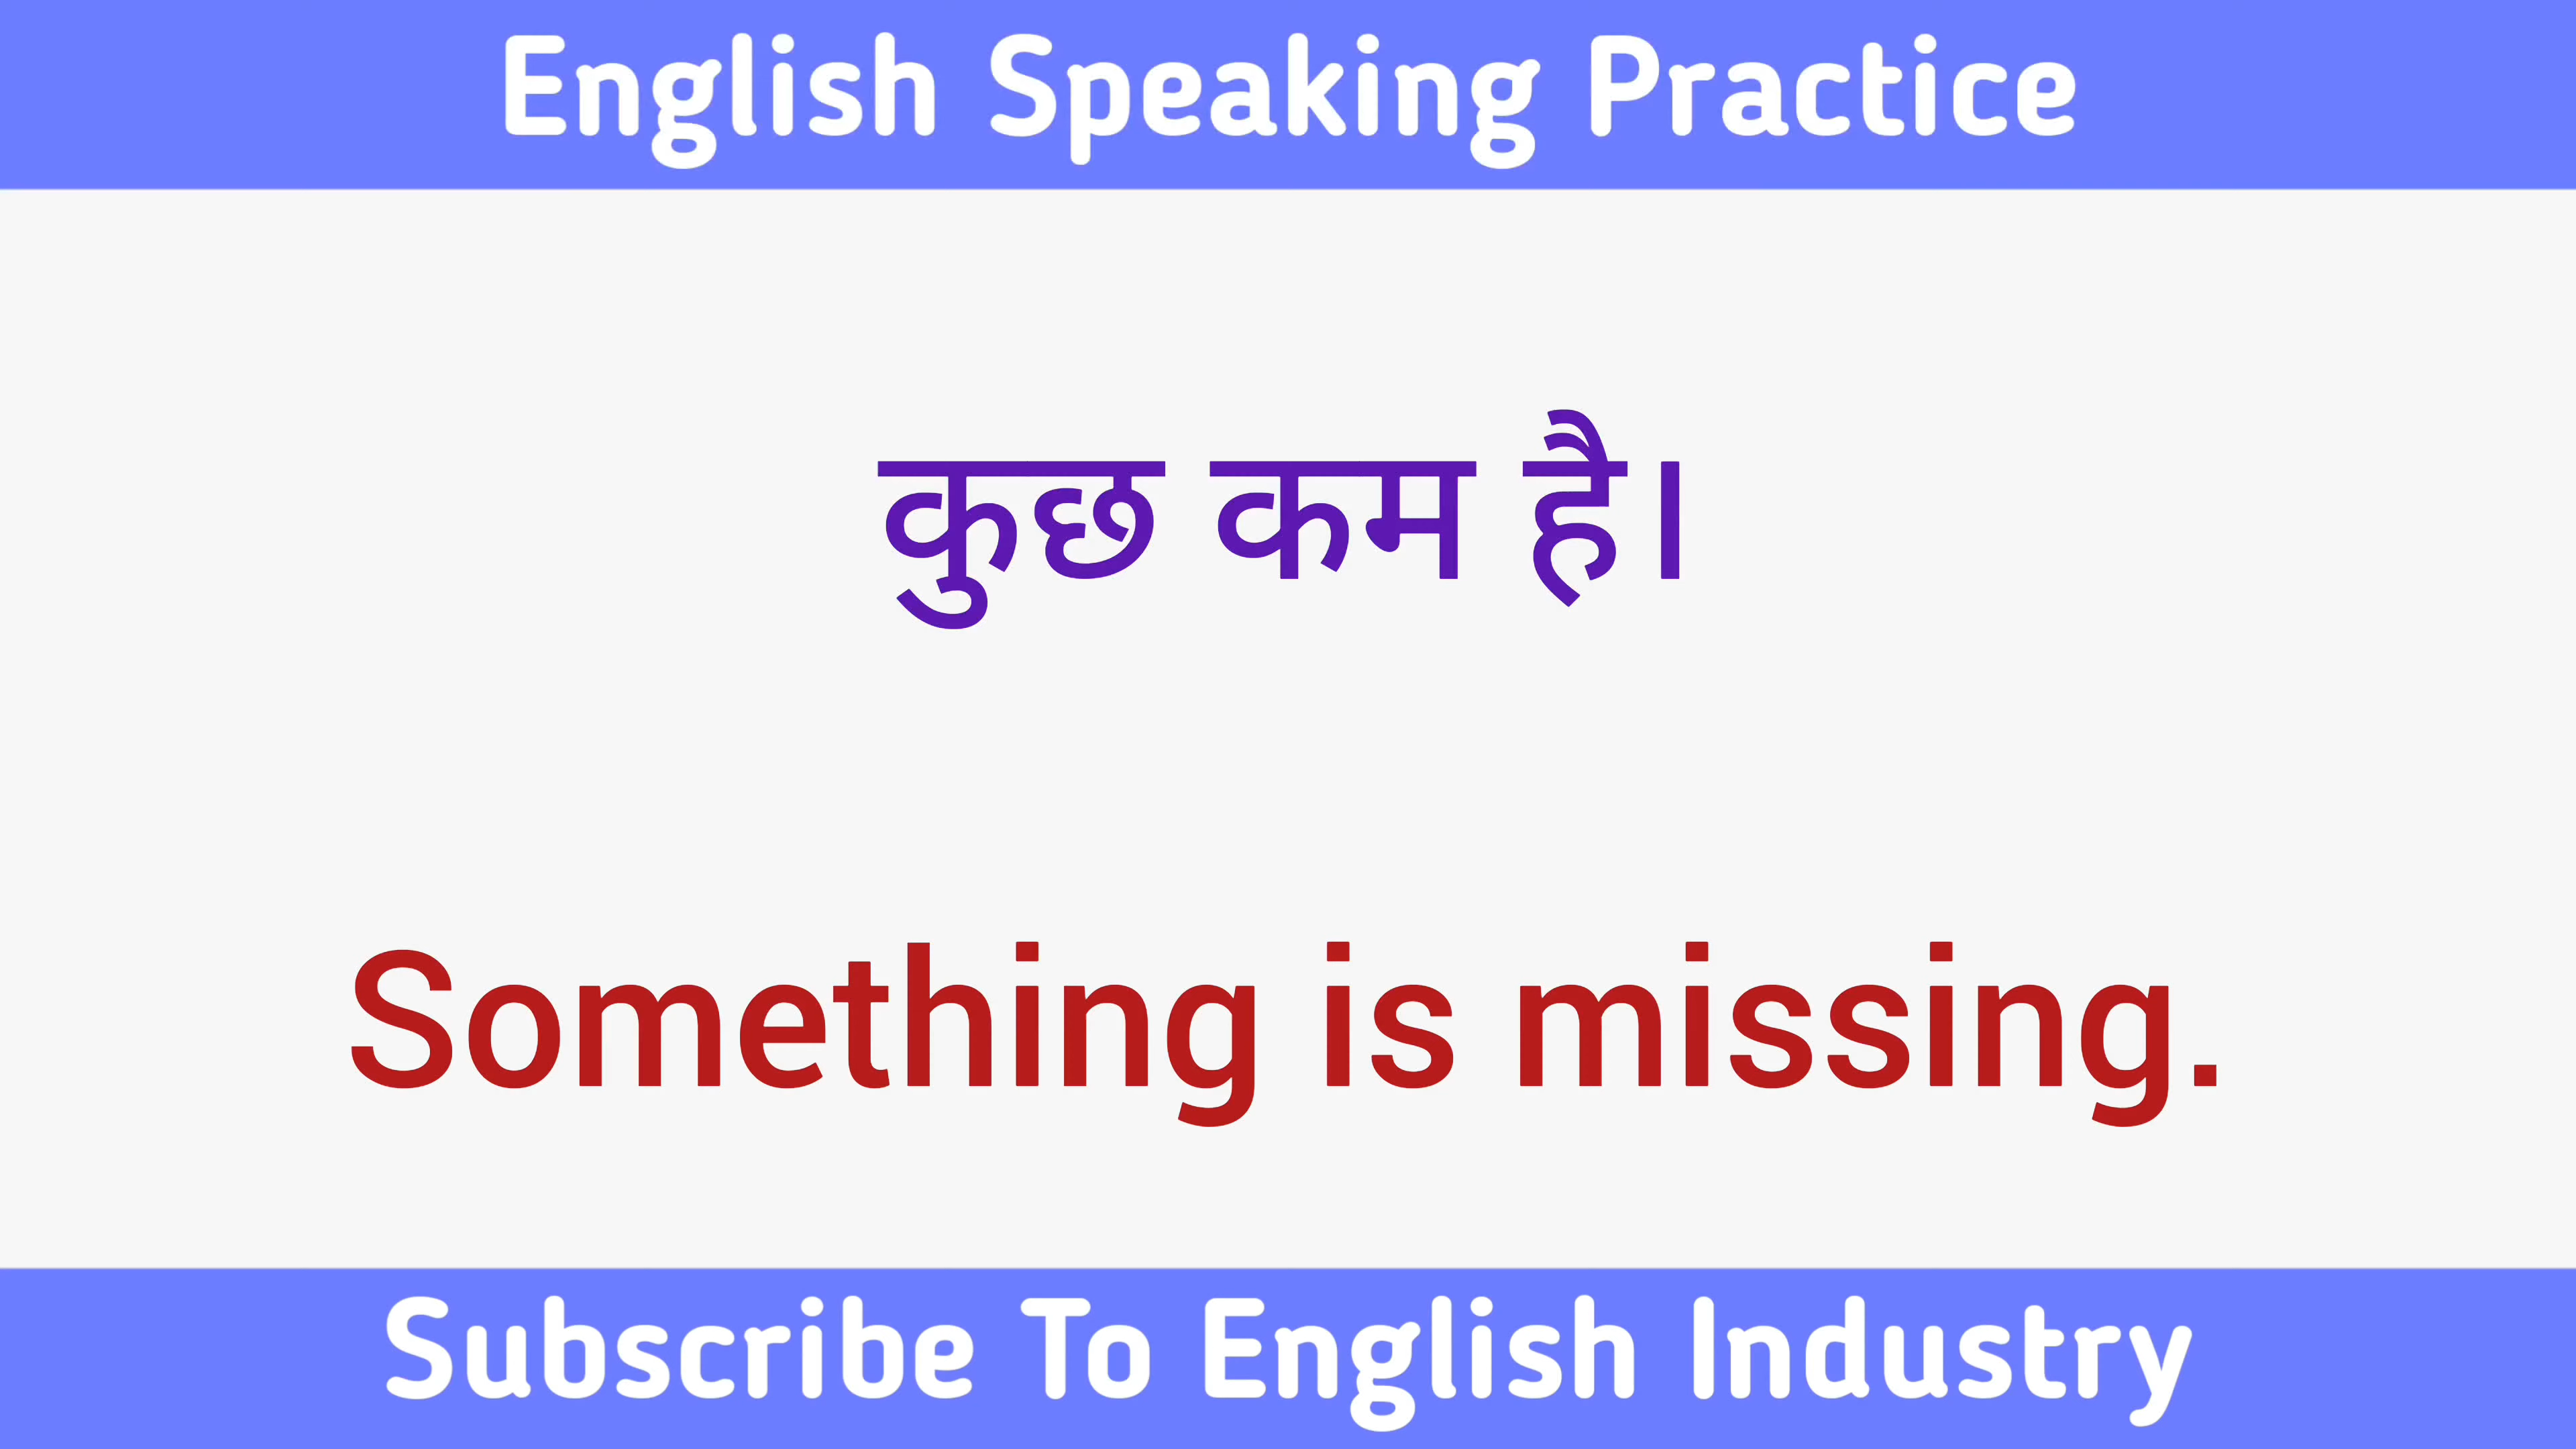 English Speaking Practice
कुछ कम है।
Something is missing.
Subscribe To English Industry